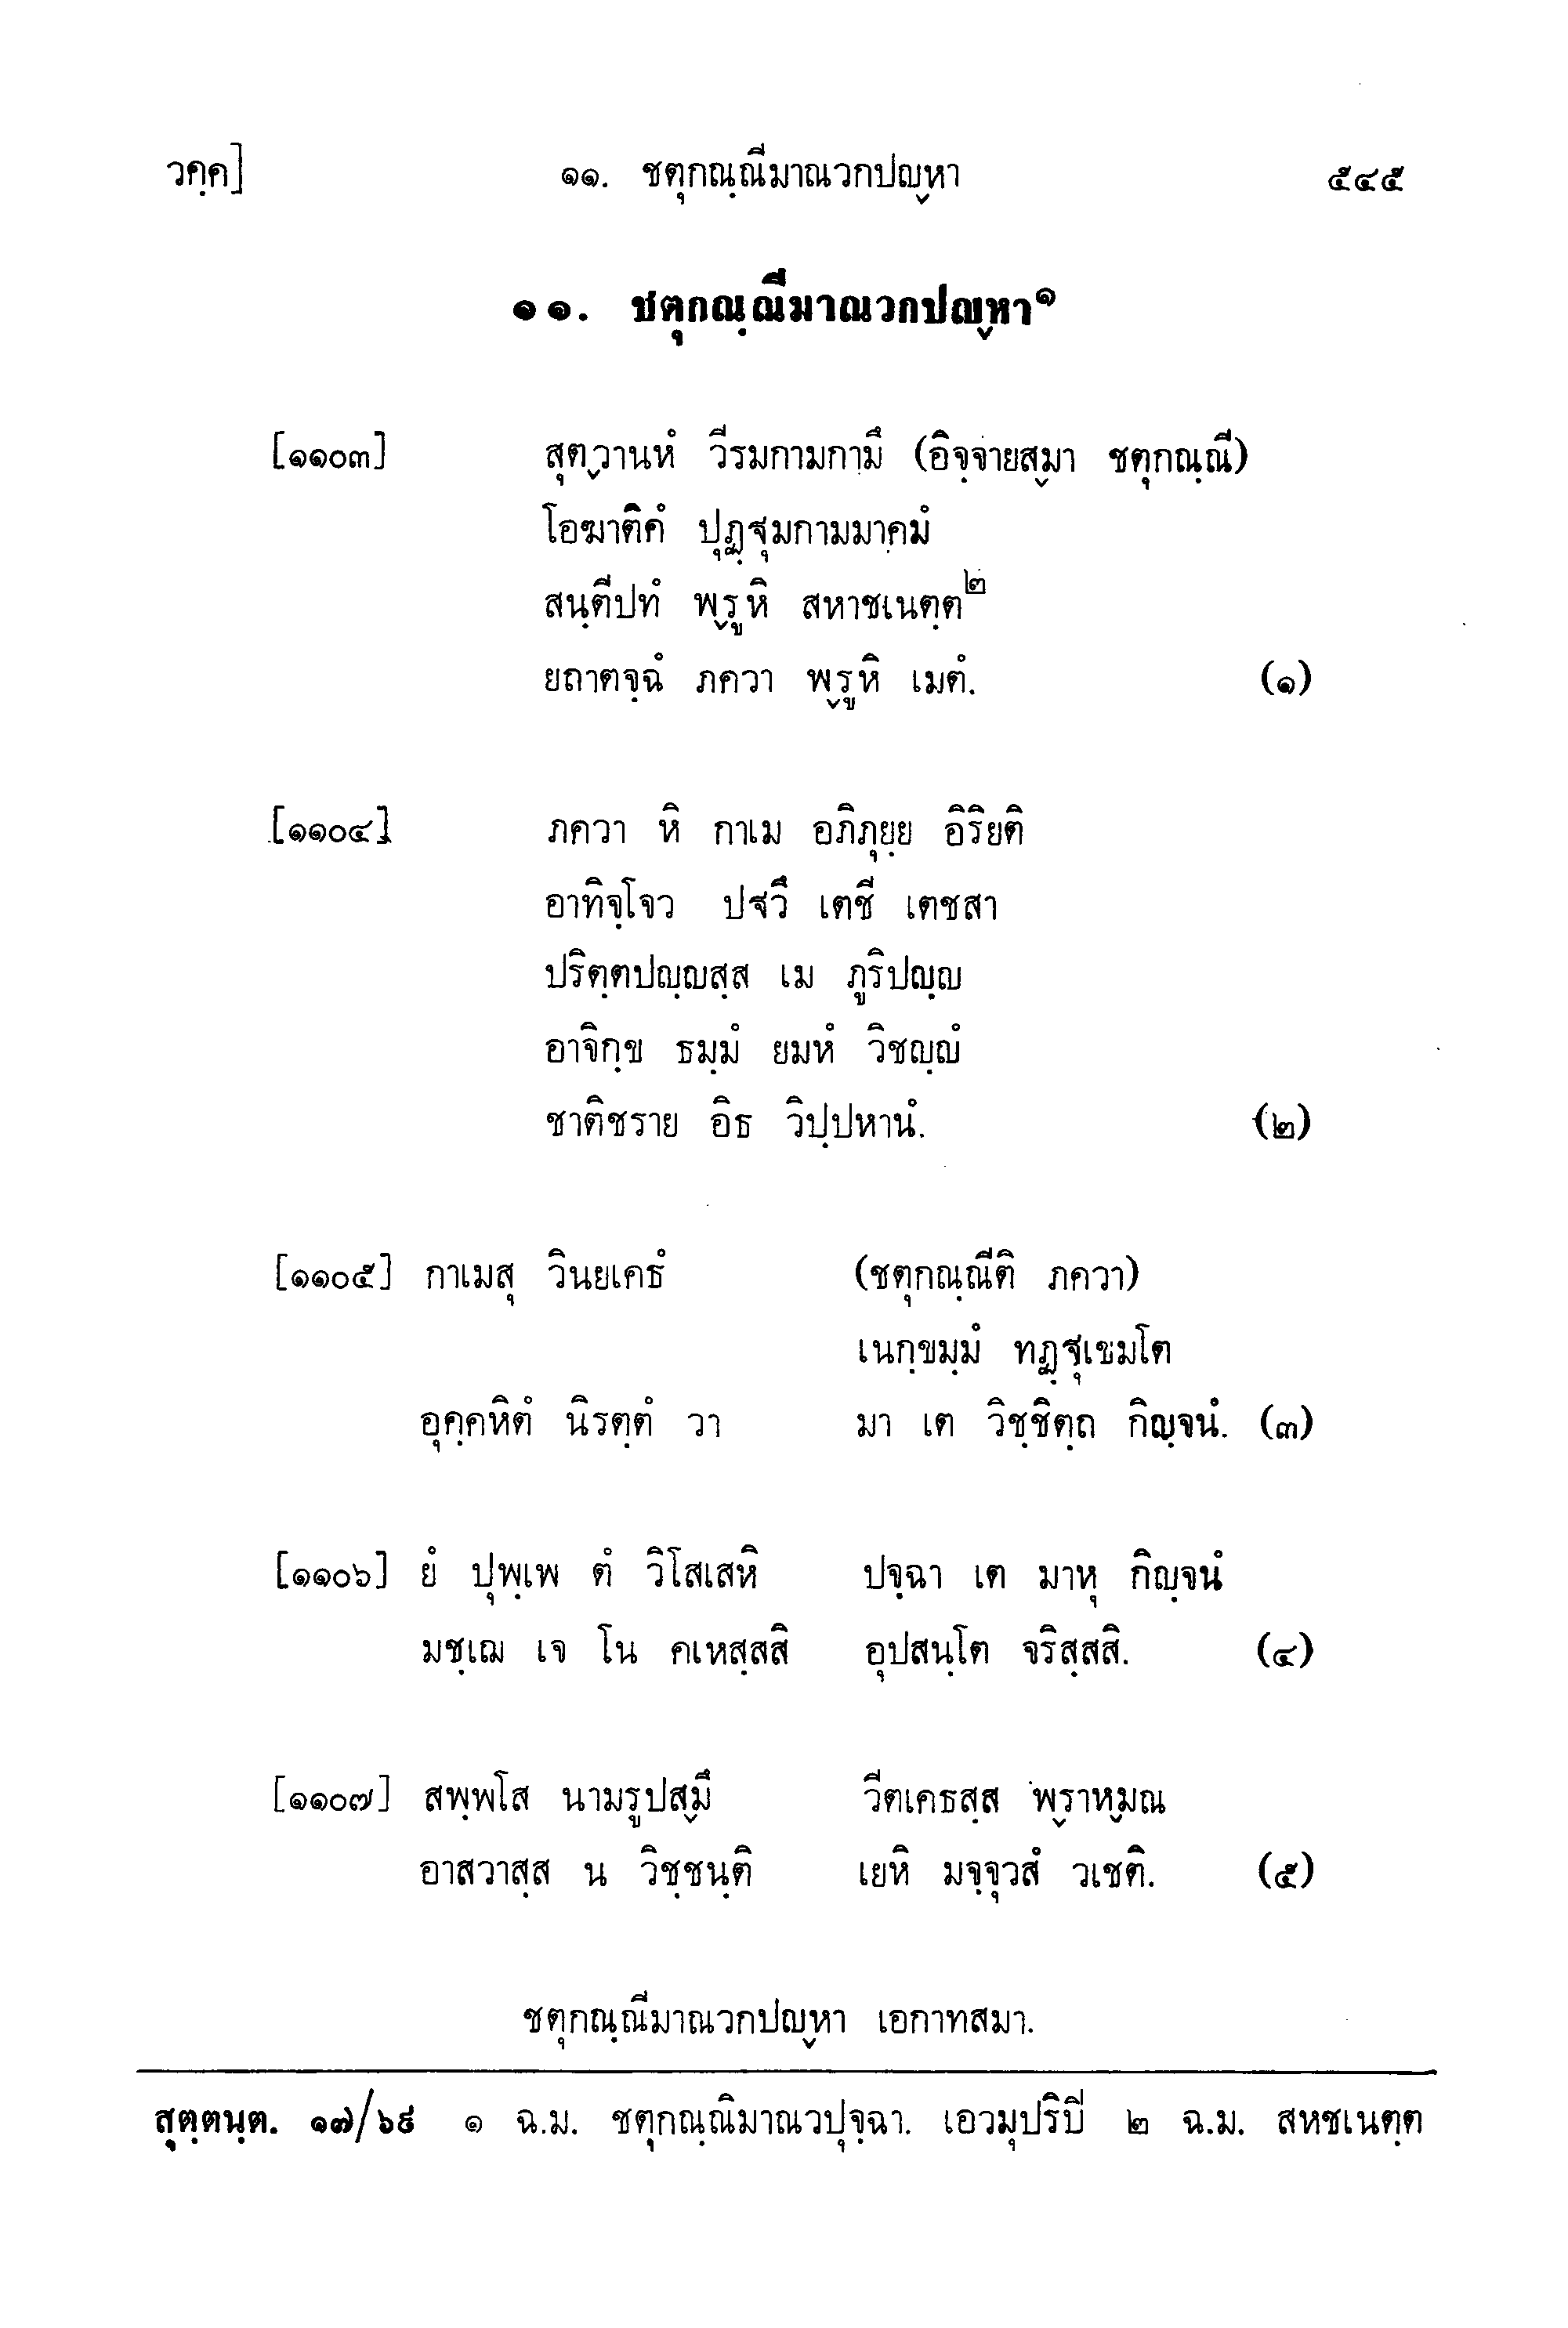 วคฺค] ๑๑. ชตุกณฺณีมาณวกปญฺหา ๕๔๕
๑๑. ชตุกณฺณีมาณวกปญฺหา๑
[๑๑๐๓] สุตฺวานหํ วีรมกามกามึ (อิจฺจายสฺมา ชตุกณฺณี)
โอฆาติคํ ปุฏฺฐุมกามมาคมํ
สนฺตีปทํ พฺรูหิ สหาชเนตฺต๒
ยถาตจฺฉํ ภควา พฺรูหิ เมตํ. (๑)
[๑๑๐๔] ภควา หิ กาเม อภิภุยฺย อิริยติ
อาทิจฺโจว ปฐวึ เตชี เตชสา
ปริตฺตปญฺญสฺส เม ภูริปญฺญ
อาจิกฺข ธมฺมํ ยมหํ วิชญฺญํ
ชาติชราย อิธ วิปฺปหานํ. (๒)
[๑๑๐๕] กาเมสุ วินยเคธํ (ชตุกณฺณีติ ภควา)
เนกฺขมฺมํ ทฏฺฐุเขมโต
อุคฺคหิตํ นิรตฺตํ วา มา เต วิชฺชิตฺถ กิญฺจนํ. (๓)
[๑๑๐๖] ยํ ปุพฺเพ ตํ วิโสเสหิ ปจฺฉา เต มาหุ กิญฺจนํ
มชฺเฌ เจ โน คเหสฺสสิ อุปสนฺโต จริสฺสสิ. (๔)
[๑๑๐๗] สพฺพโส นามรูปสฺมึ วีตเคธสฺส พฺราหฺมณ
อาสวาสฺส น วิชฺชนฺติ เยหิ มจฺจุวสํ วเชติ. (๕)
ชตุกณฺณีมาณวกปญฺหา เอกาทสมา.
สุตฺตนฺต. ๑๗/๖๙ ๑ ฉ.ม. ชตุกณฺณิมาณวปุจฺฉา. เอวมุปริปิ ๒ ฉ.ม. สหชเนตฺต